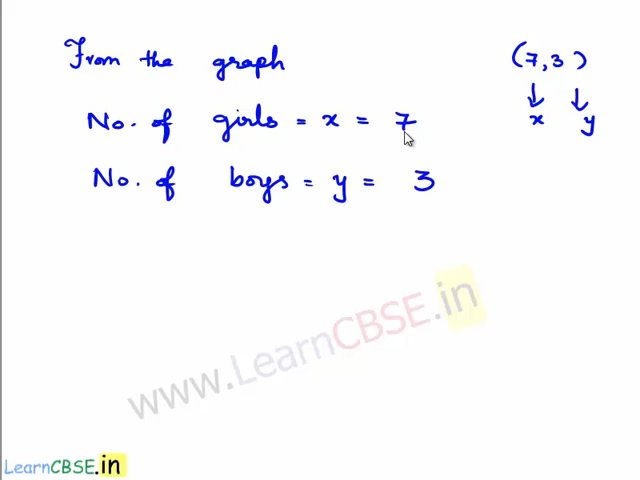 From the graph
(7,3)
x y
No. of girls = x = 7
No. of boys = y = 3
www.LearnCBSE.in
LearnCBSE.in